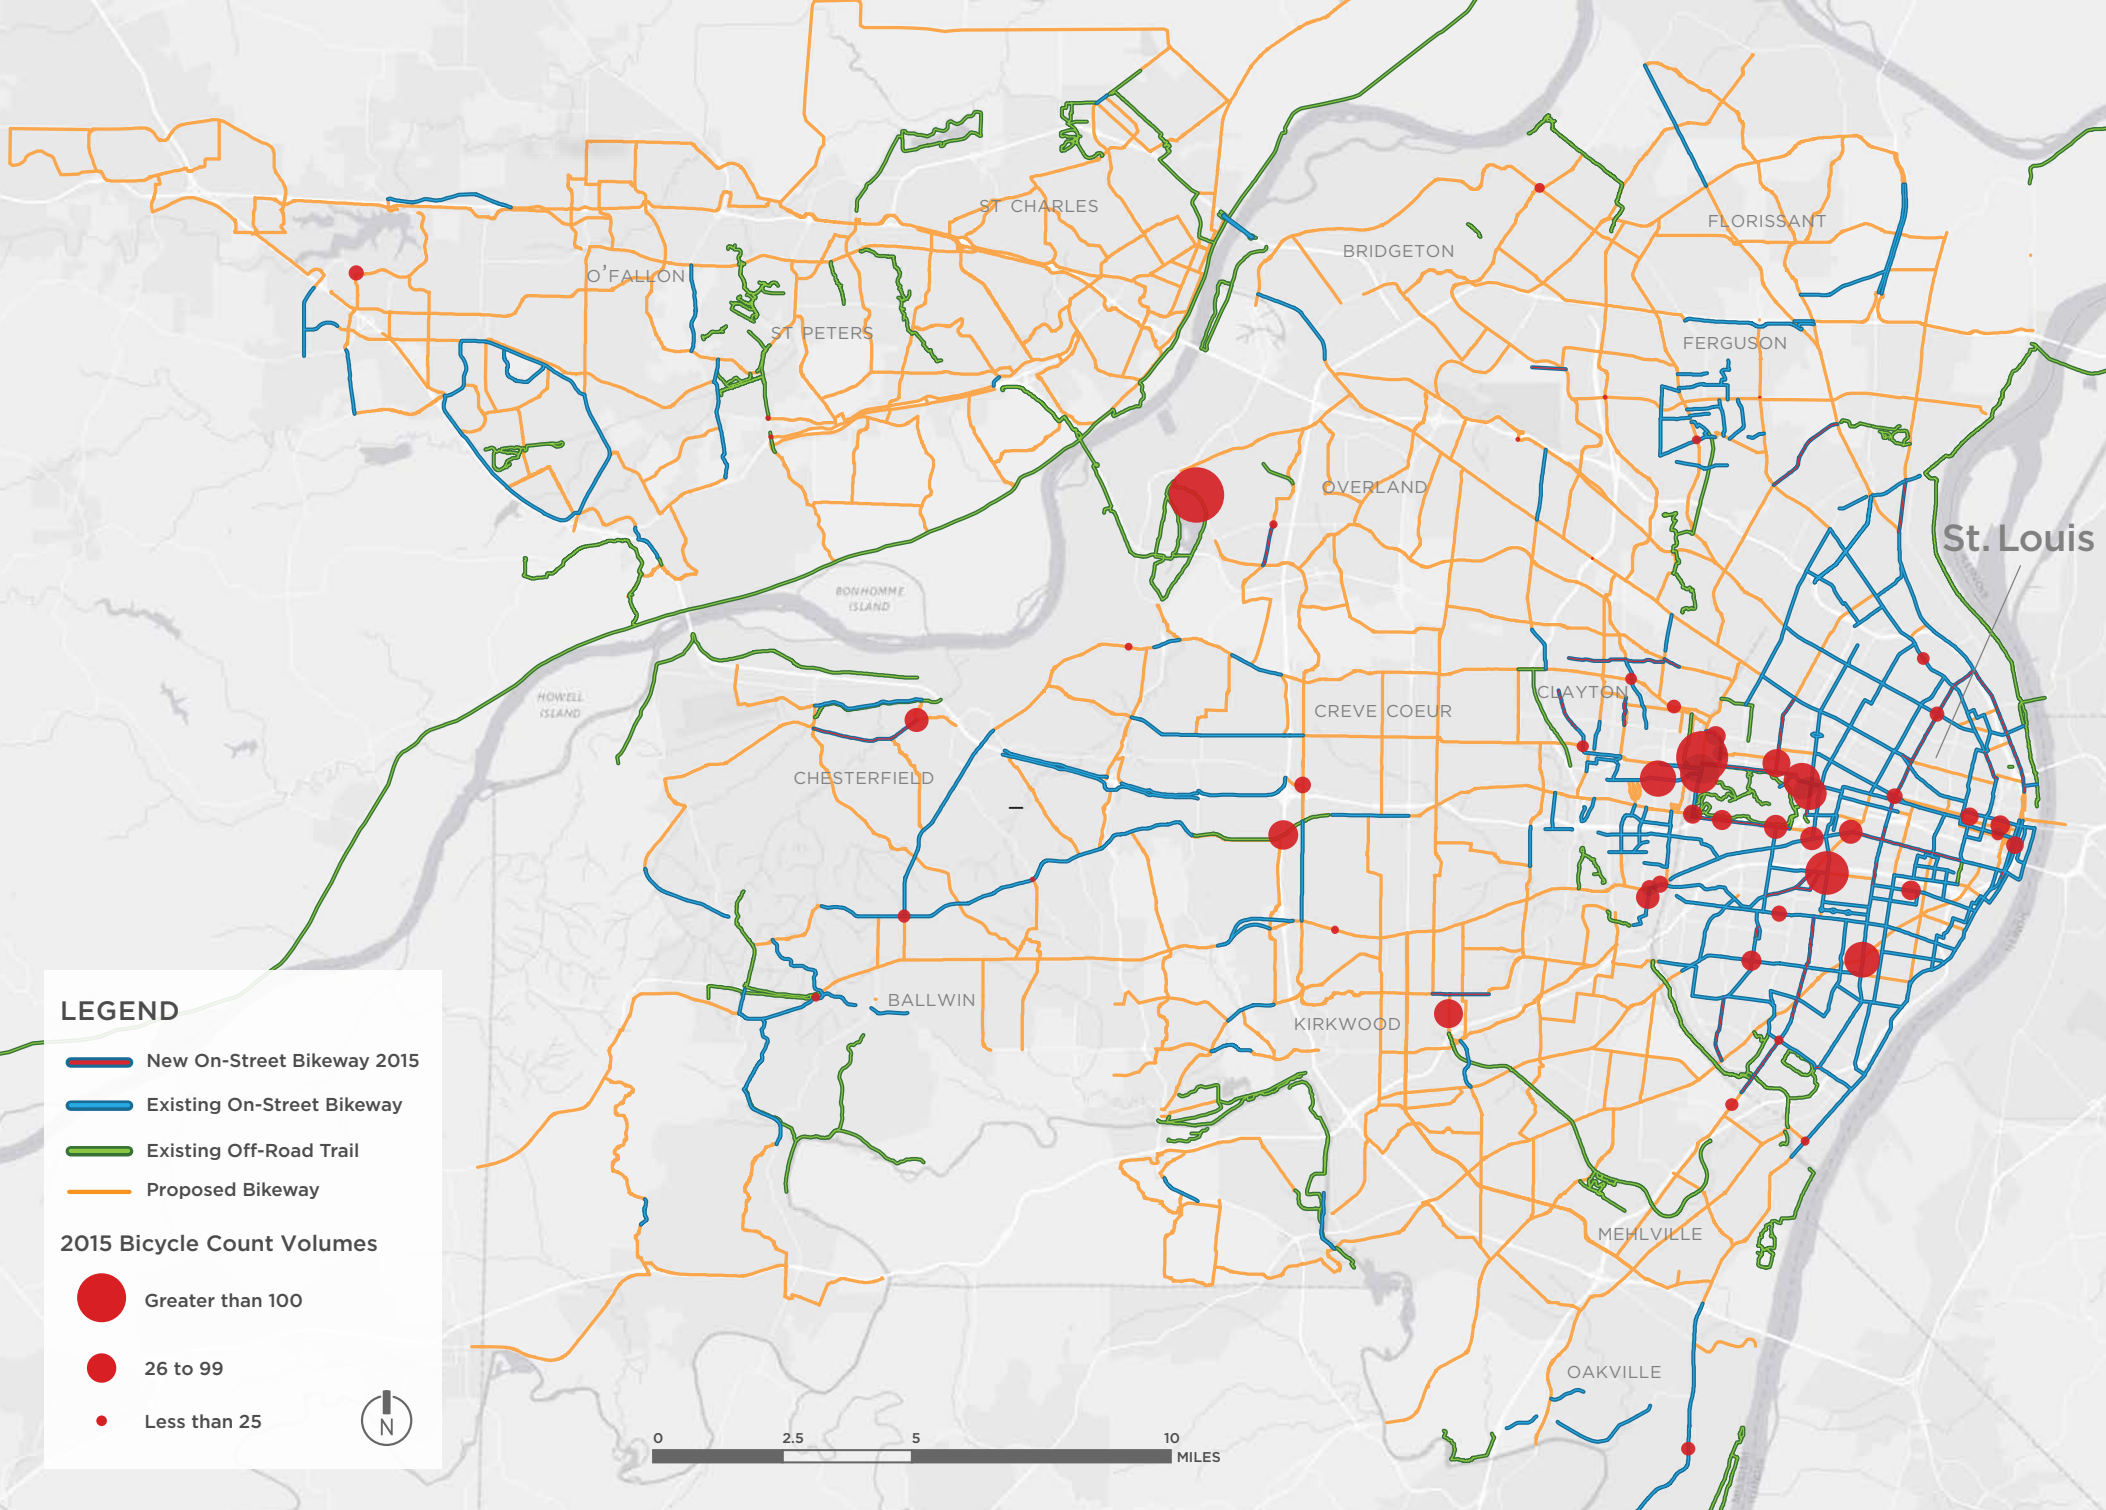 ST CHARLES
FLORISSANT
BRIDGETON
O'FALLON
ST PETERS
FERGUSON
OVERLAND
St. Louis
BONHOMME
ISLAND
HOWELL
ISLAND
CLAYTON
CREVE COEUR
CHESTERFIELD
BALLWIN
KIRKWOOD
MEHLVILLE
OAKVILLE
LEGEND
New On-Street Bikeway 2015
Existing On-Street Bikeway
Existing Off-Road Trail
Proposed Bikeway
2015 Bicycle Count Volumes
Greater than 100
26 to 99
Less than 25
N
0 2.5 5 10
MILES